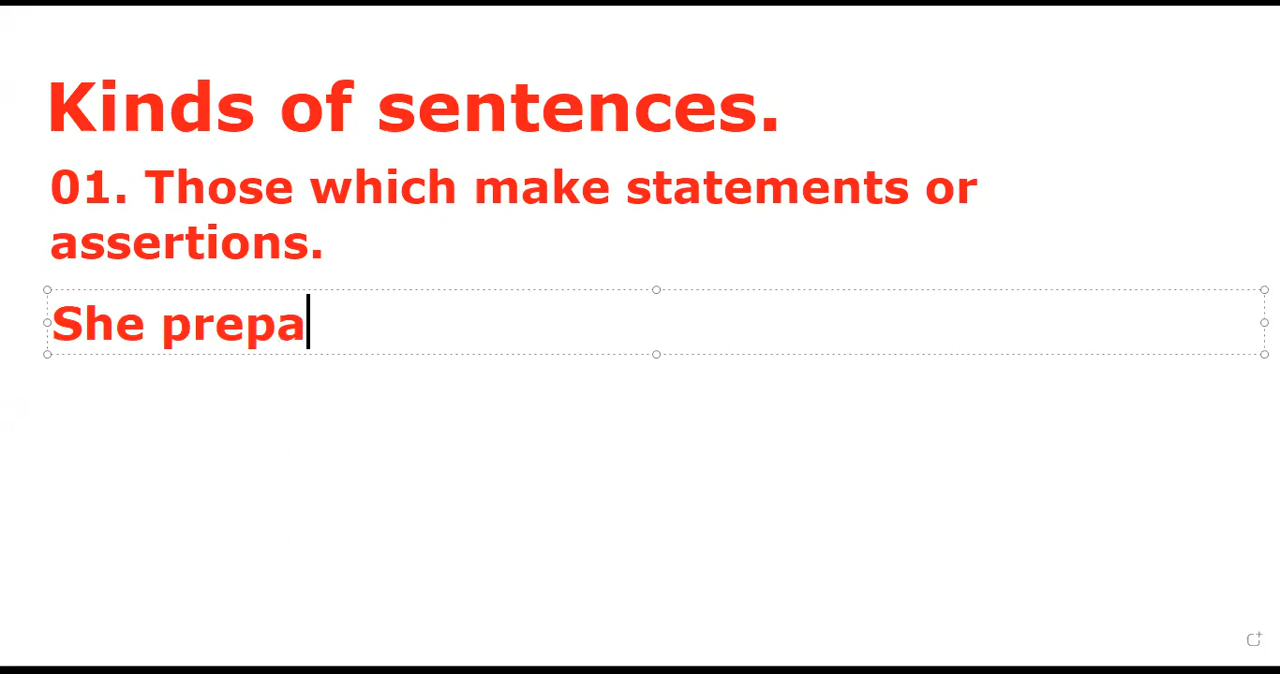 Kinds of sentences.
01. Those which make statements or
assertions.
She prepa